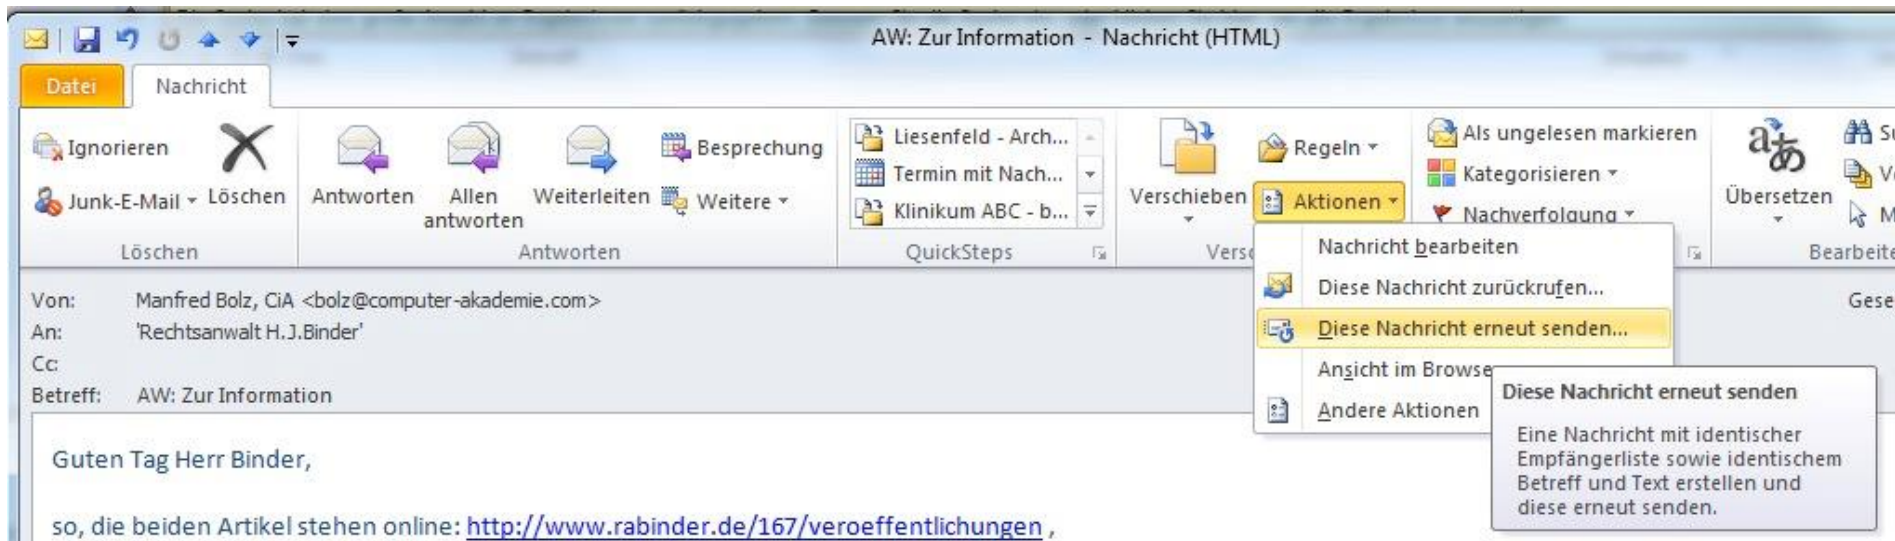 AW: Zur Information - Nachricht (HTML)
Datei Nachricht
Ignorieren
Junk-E-Mail
Löschen
Löschen
Antworten
Allen antworten
Weiterleiten
Besprechung
Weitere
Antworten
Liesenfeld - Arch...
Termin mit Nach...
Klinikum ABC - b...
QuickSteps
Verschieben
Regeln
Aktionen
Als ungelesen markieren
Kategorisieren
Nachverfolgung
Übersetzen
Nachricht bearbeiten
Diese Nachricht zurückrufen...
Diese Nachricht erneut senden...
Ansicht im Browse
Andere Aktionen
Diese Nachricht erneut senden
Eine Nachricht mit identischer
Empfängerliste sowie identischem
Betreff und Text erstellen und
diese erneut senden.
Von: Manfred Bolz, CiA <bolz@computer-akademie.com>
An: 'Rechtsanwalt H.J.Binder'
Cc:
Betreff: AW: Zur Information
Guten Tag Herr Binder,
so, die beiden Artikel stehen online: http://www.rabinder.de/167/veroeffentlichungen ,